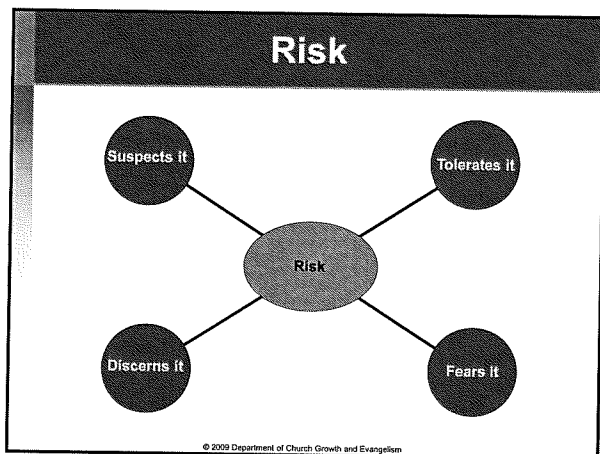 Risk
Suspects it
Tolerates it
Risk
Discerns it
Fears it
© 2009 Department of Church Growth and Evangelism